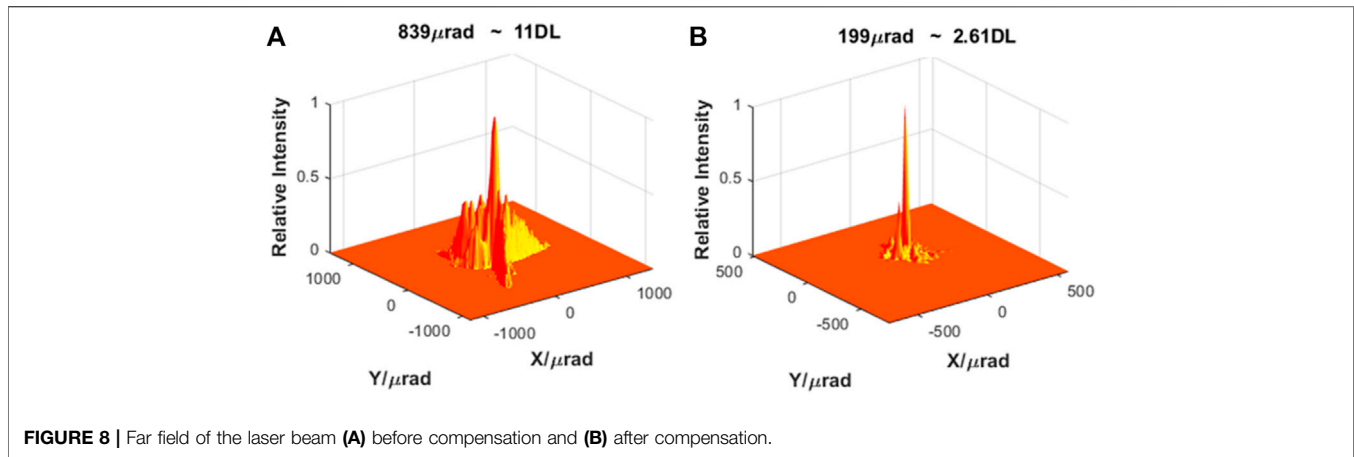 A
839μrad ~ 11DL
Relative Intensity
1
0.5
0
1000
0
-1000
Y/μrad
-1000
0
1000
X/μrad
B
199μrad ~ 2.61DL
Relative Intensity
1
0.5
0
500
0
-500
Y/μrad
-500
0
500
X/μrad
FIGURE 8 | Far field of the laser beam (A) before compensation and (B) after compensation.